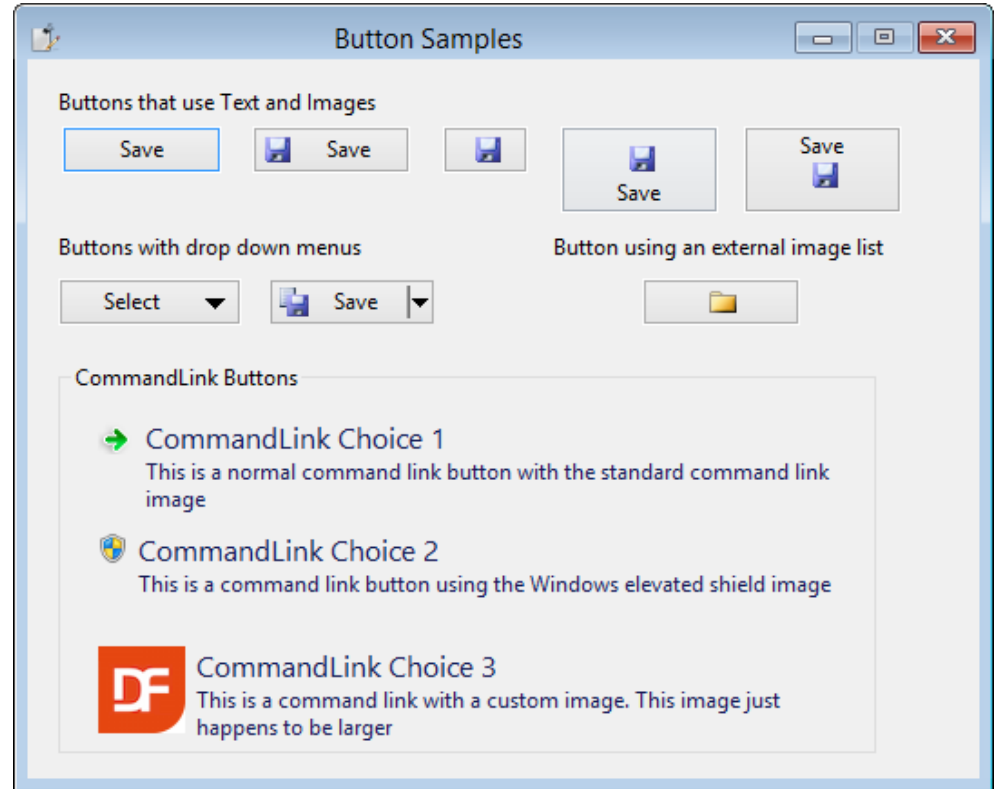 Button Samples
Buttons that use Text and Images
Save
Save
Save
Save
Buttons with drop down menus
Button using an external image list
Select
Save
CommandLink Buttons
CommandLink Choice 1
This is a normal command link button with the standard command link
image
CommandLink Choice 2
This is a command link button using the Windows elevated shield image
DF
CommandLink Choice 3
This is a command link with a custom image. This image just
happens to be larger